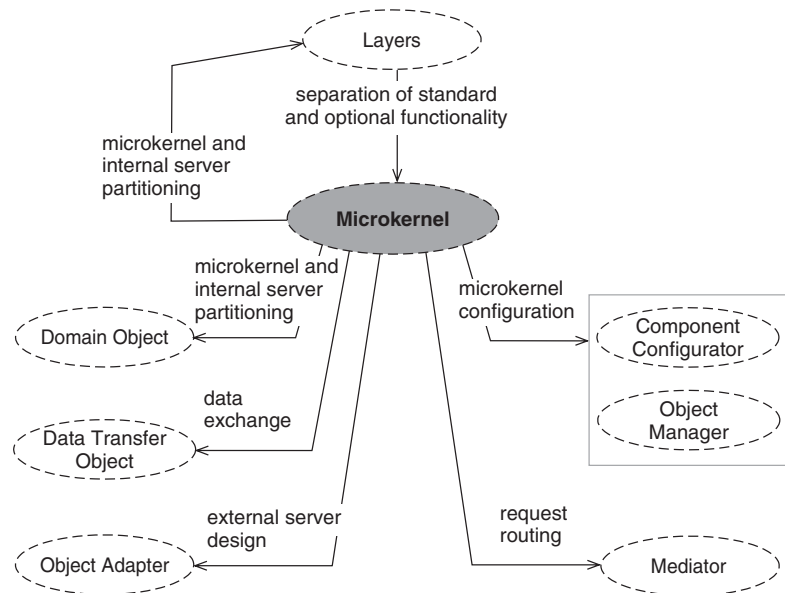 Layers
separation of standard
and optional functionality
microkernel and
internal server
partitioning
Microkernel
microkernel and
internal server
partitioning
microkernel
configuration
Domain Object
Component
Configurator
data
exchange
Object
Manager
Data Transfer
Object
external server
design
request
routing
Object Adapter
Mediator